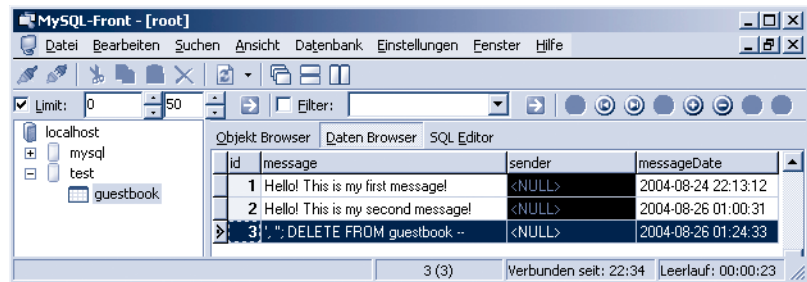 MySQL-Front - [root]
Datei Bearbeiten Suchen Ansicht Datenbank Einstellungen Fenster Hilfe
Limit: 0 50 Filter:
localhost
mysql
test
guestbook
Objekt Browser Daten Browser SQL Editor
id message sender messageDate
1 Hello! This is my first message! <NULL> 2004-08-24 22:13:12
2 Hello! This is my second message! <NULL> 2004-08-26 01:00:31
3 ', ''; DELETE FROM guestbook -- <NULL> 2004-08-26 01:24:33
3 (3) Verbunden seit: 22:34 Leerlauf: 00:00:23